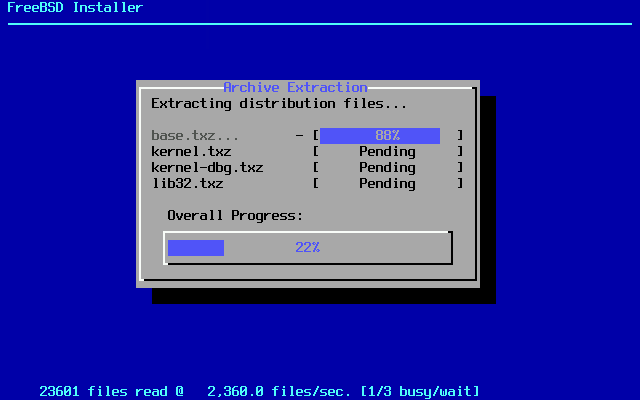 FreeBSD Installer
Archive Extraction
Extracting distribution files...
base.txz... - [ 88% ]
kernel.txz [ Pending ]
kernel-dbg.txz [ Pending ]
lib32.txz [ Pending ]
Overall Progress:
22%
23601 files read @ 2,360.0 files/sec. [1/3 busy/wait]